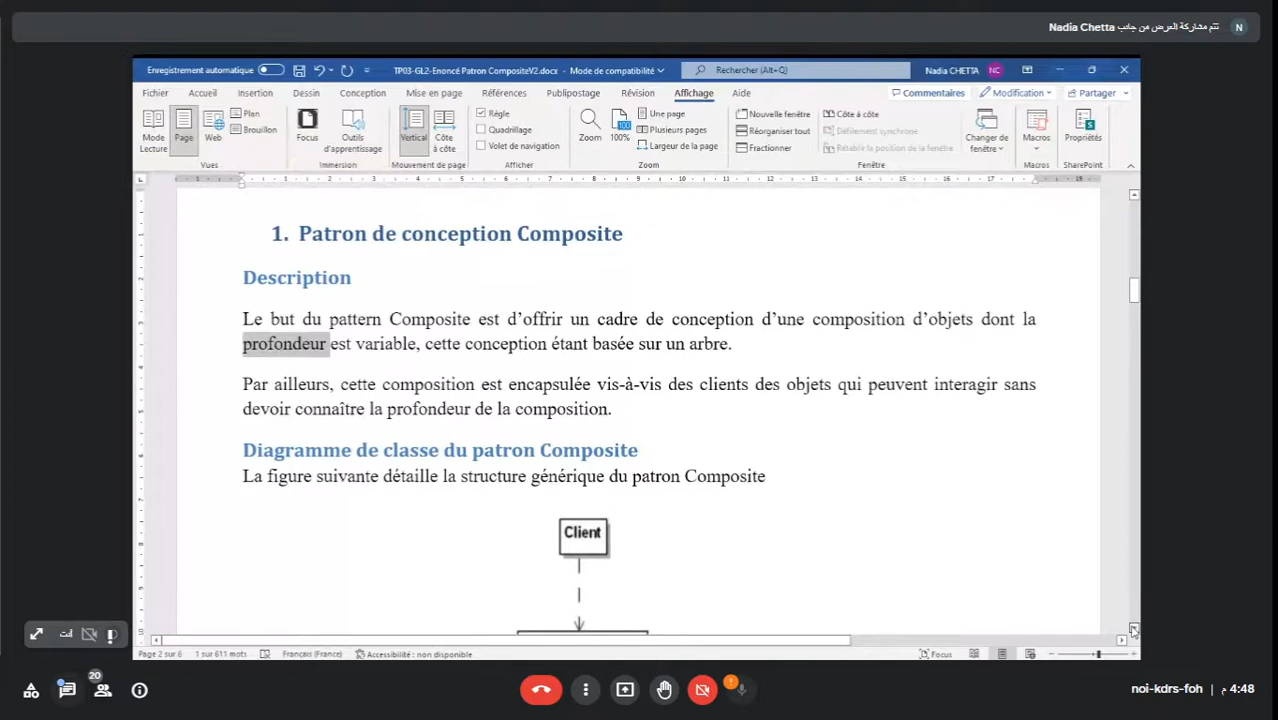 تتم مشاركة العرض من جانب Nadia Chetta
N
Enregistrement automatique
TP03-GL2-Enoncé Patron CompositeV2.docx - Mode de compatibilité
Rechercher (Alt+Q)
Nadia CHETTA
NC
Fichier Accueil Insertion Dessin Conception Mise en page Références Publipostage Révision Affichage Aide
Commentaires Modification Partager
Mode Lecture
Page
Web
Plan
Brouillon
Vues
Focus
Outils d'apprentissage
Immersion
Vertical
Côte à côte
Mouvement de page
Règle
Quadrillage
Volet de navigation
Afficher
Zoom
100
100%
Une page
Plusieurs pages
Largeur de la page
Zoom
Nouvelle fenêtre
Réorganiser tout
Fractionner
Côte à côte
Défilement synchrone
Rétablir la position de la fenêtre
Changer de fenêtre
Fenêtre
Macros
Macros
Propriétés
SharePoint
1. Patron de conception Composite
Description
Le but du pattern Composite est d'offrir un cadre de conception d'une composition d'objets dont la
profondeur est variable, cette conception étant basée sur un arbre.
Par ailleurs, cette composition est encapsulée vis-à-vis des clients des objets qui peuvent interagir sans
devoir connaître la profondeur de la composition.
Diagramme de classe du patron Composite
La figure suivante détaille la structure générique du patron Composite
Client
أنت
Page 2 sur 6 1 sur 611 mots Français (France) Accessibilité : non disponible Focus
20
noi-kdrs-foh | 4:48 م